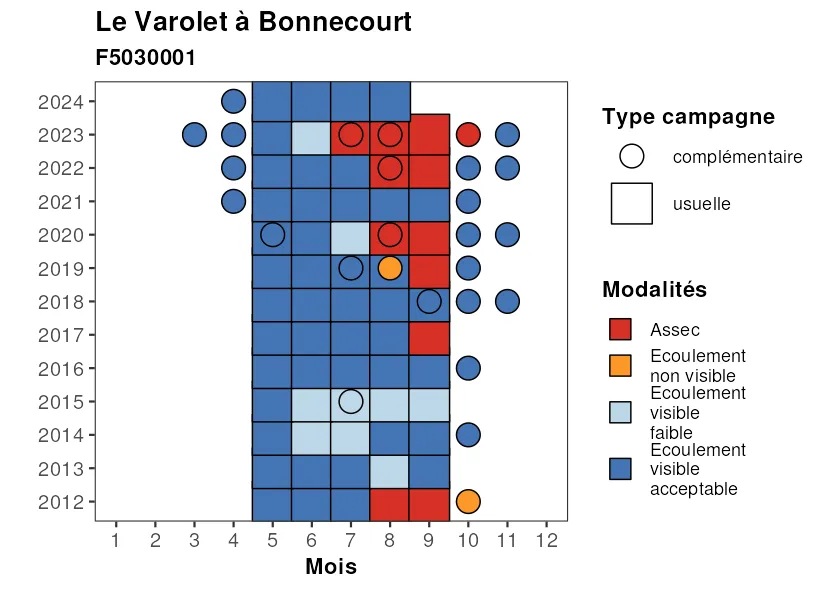 Le Varolet à Bonnecourt
F5030001
2024
2023
2022
2021
2020
2019
2018
2017
2016
2015
2014
2013
2012
1 2 3 4 5 6 7 8 9 10 11 12
Mois
Type campagne
complémentaire
usuelle
Modalités
Assec
Ecoulement
non visible
Ecoulement
visible
faible
Ecoulement
visible
acceptable